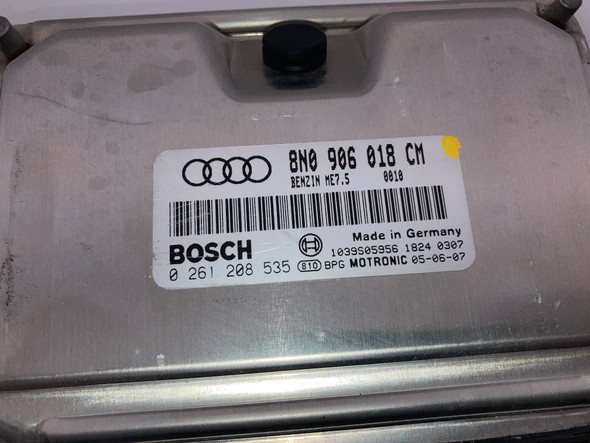 8N0 906 018 CM
BENZIN ME7.5 0010
Made in Germany
BOSCH
1039S05956 1824 0307
0 261 208 535 810 BPG MOTRONIC 05-06-07